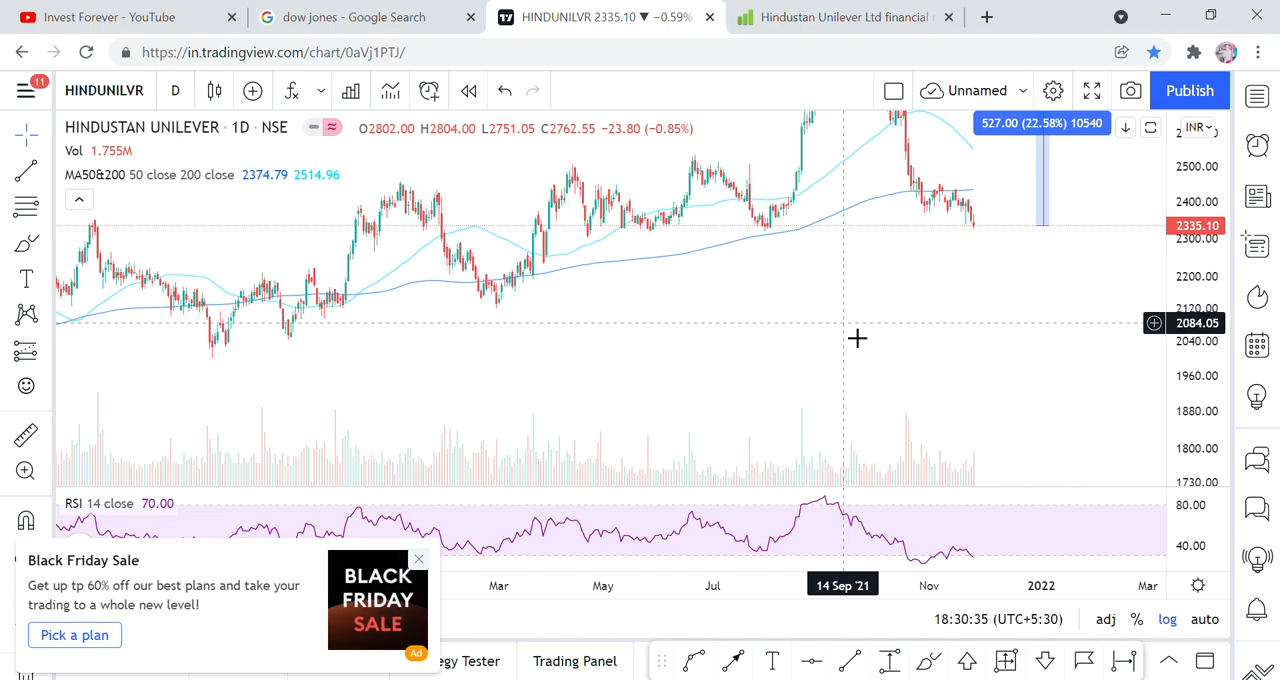 Invest Forever - YouTube
dow jones - Google Search
HINDUNILVR 2335.10 ▼ −0.59%
Hindustan Unilever Ltd financial
https://in.tradingview.com/chart/0aVj1PTJ/
11
HINDUNILVR
D
Unnamed
Publish
HINDUSTAN UNILEVER · 1D · NSE
O2802.00 H2804.00 L2751.05 C2762.55 −23.80 (−0.85%)
527.00 (22.58%) 10540
INR
Vol 1.755M
MA50&200 50 close 200 close 2374.79 2514.96
2500.00
2400.00
2335.10
2300.00
2200.00
2120.00
2084.05
2040.00
1960.00
1880.00
1800.00
1730.00
RSI 14 close 70.00
80.00
40.00
Black Friday Sale
Get up tp 60% off our best plans and take your
trading to a whole new level!
Pick a plan
BLACK
FRIDAY
SALE
Ad
Mar
May
Jul
14 Sep '21
Nov
2022
Mar
18:30:35 (UTC+5:30)
adj
%
log
auto
egy Tester
Trading Panel